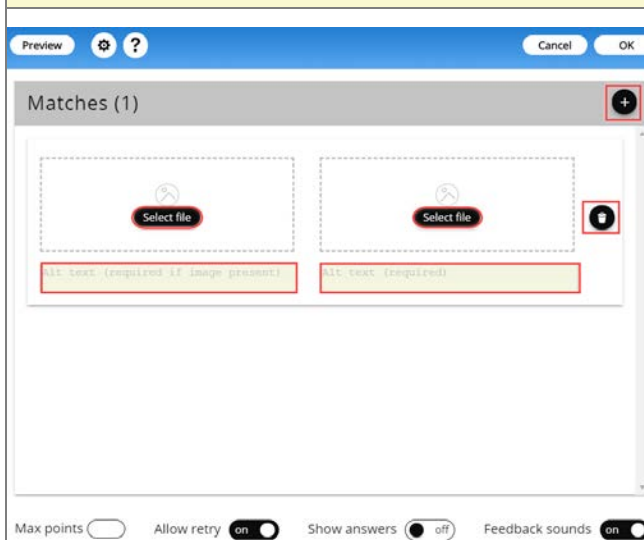 Preview ? Cancel OK
Matches (1) +
Select file Select file
Alt text (required if image present) Alt text (required)
Max points Allow retry on Show answers off Feedback sounds on